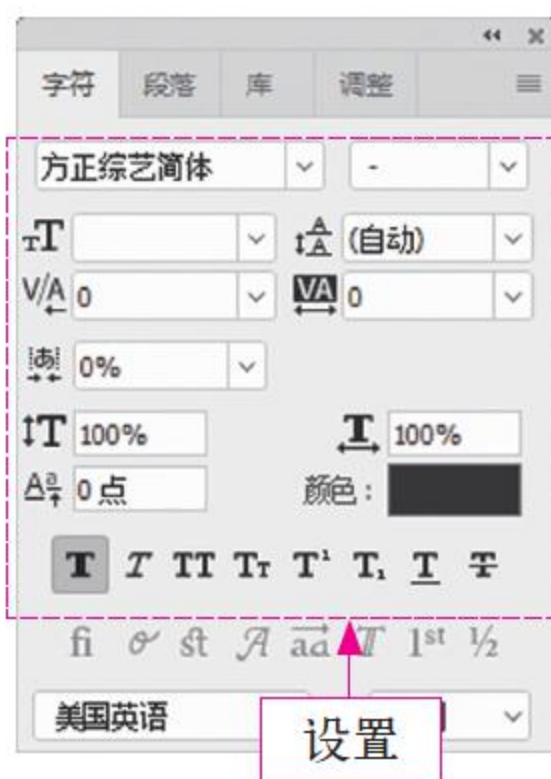 字符 段落 库 调整
方正综艺简体 -
(自动)
V/A 0 VA 0
0%
T 100% T 100%
0点 颜色：
T T TT Tт T¹ T₁ T T
fi st A ad T 1st ½
美国英语
设置